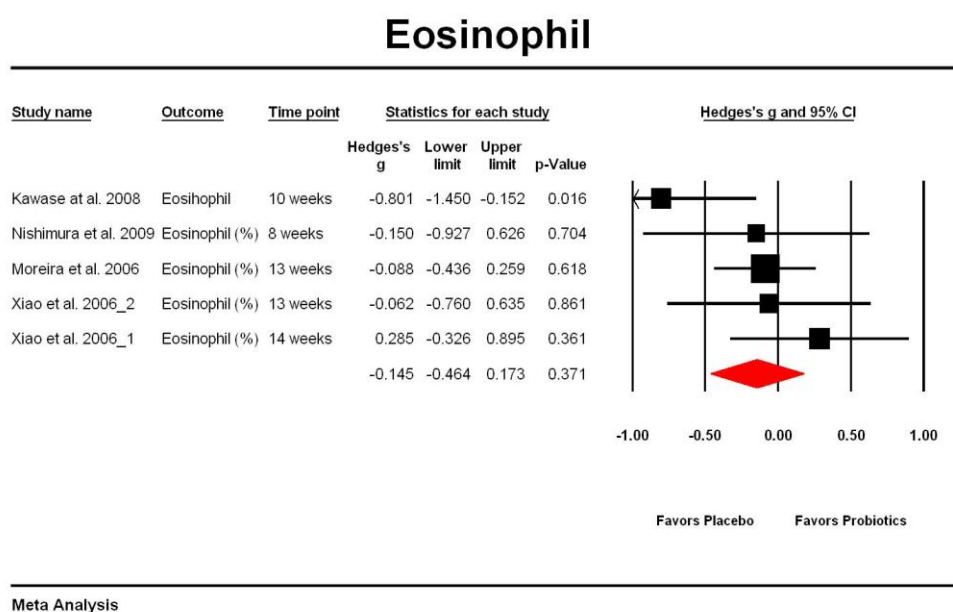 Eosinophil
Study name Outcome Time point Statistics for each study Hedges's g and 95% CI
Hedges's g Lower limit Upper limit p-Value
Kawase at al. 2008 Eosihophil 10 weeks -0.801 -1.450 -0.152 0.016
Nishimura et al. 2009 Eosinophil (%) 8 weeks -0.150 -0.927 0.626 0.704
Moreira et al. 2006 Eosinophil (%) 13 weeks -0.088 -0.436 0.259 0.618
Xiao et al. 2006_2 Eosinophil (%) 13 weeks -0.062 -0.760 0.635 0.861
Xiao et al. 2006_1 Eosinophil (%) 14 weeks 0.285 -0.326 0.895 0.361
-0.145 -0.464 0.173 0.371
-1.00 -0.50 0.00 0.50 1.00
Favors Placebo Favors Probiotics
Meta Analysis